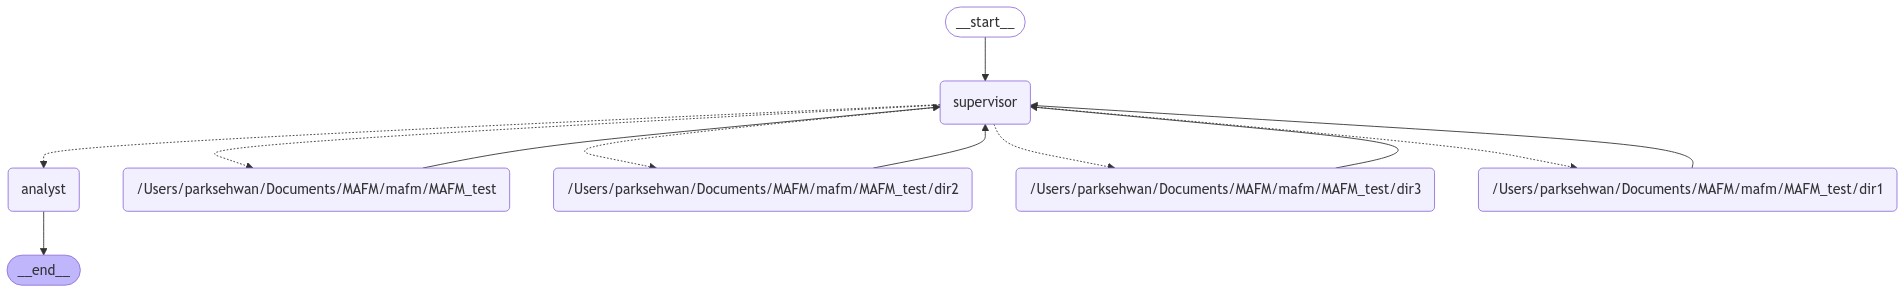 __start__
supervisor
analyst
/Users/parksehwan/Documents/MAFM/mafm/MAFM_test
/Users/parksehwan/Documents/MAFM/mafm/MAFM_test/dir2
/Users/parksehwan/Documents/MAFM/mafm/MAFM_test/dir3
/Users/parksehwan/Documents/MAFM/mafm/MAFM_test/dir1
__end__